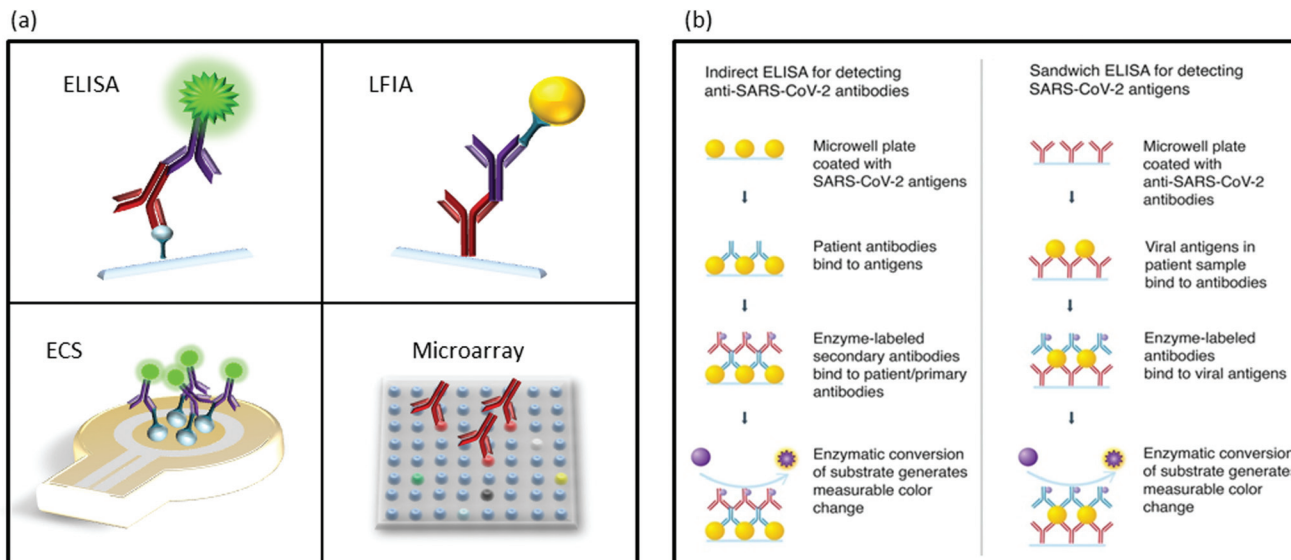 (a)
ELISA
LFIA
ECS
Microarray
(b)
Indirect ELISA for detecting
anti-SARS-CoV-2 antibodies
Microwell plate
coated with
SARS-CoV-2 antigens
Patient antibodies
bind to antigens
Enzyme-labeled
secondary antibodies
bind to patient/primary
antibodies
Enzymatic conversion
of substrate generates
measurable color
change
Sandwich ELISA for detecting
SARS-CoV-2 antigens
Microwell plate
coated with
anti-SARS-CoV-2
antibodies
Viral antigens in
patient sample
bind to antibodies
Enzyme-labeled
antibodies
bind to viral antigens
Enzymatic conversion
of substrate generates
measurable color
change